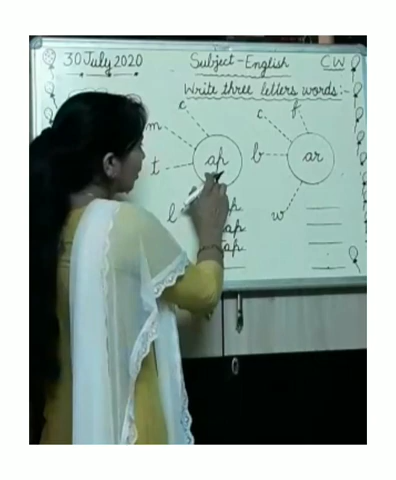 30 July 2020 Subject - English CW
Write three letters words :-
c c f
m
t ap b ar
l w
ap
ap